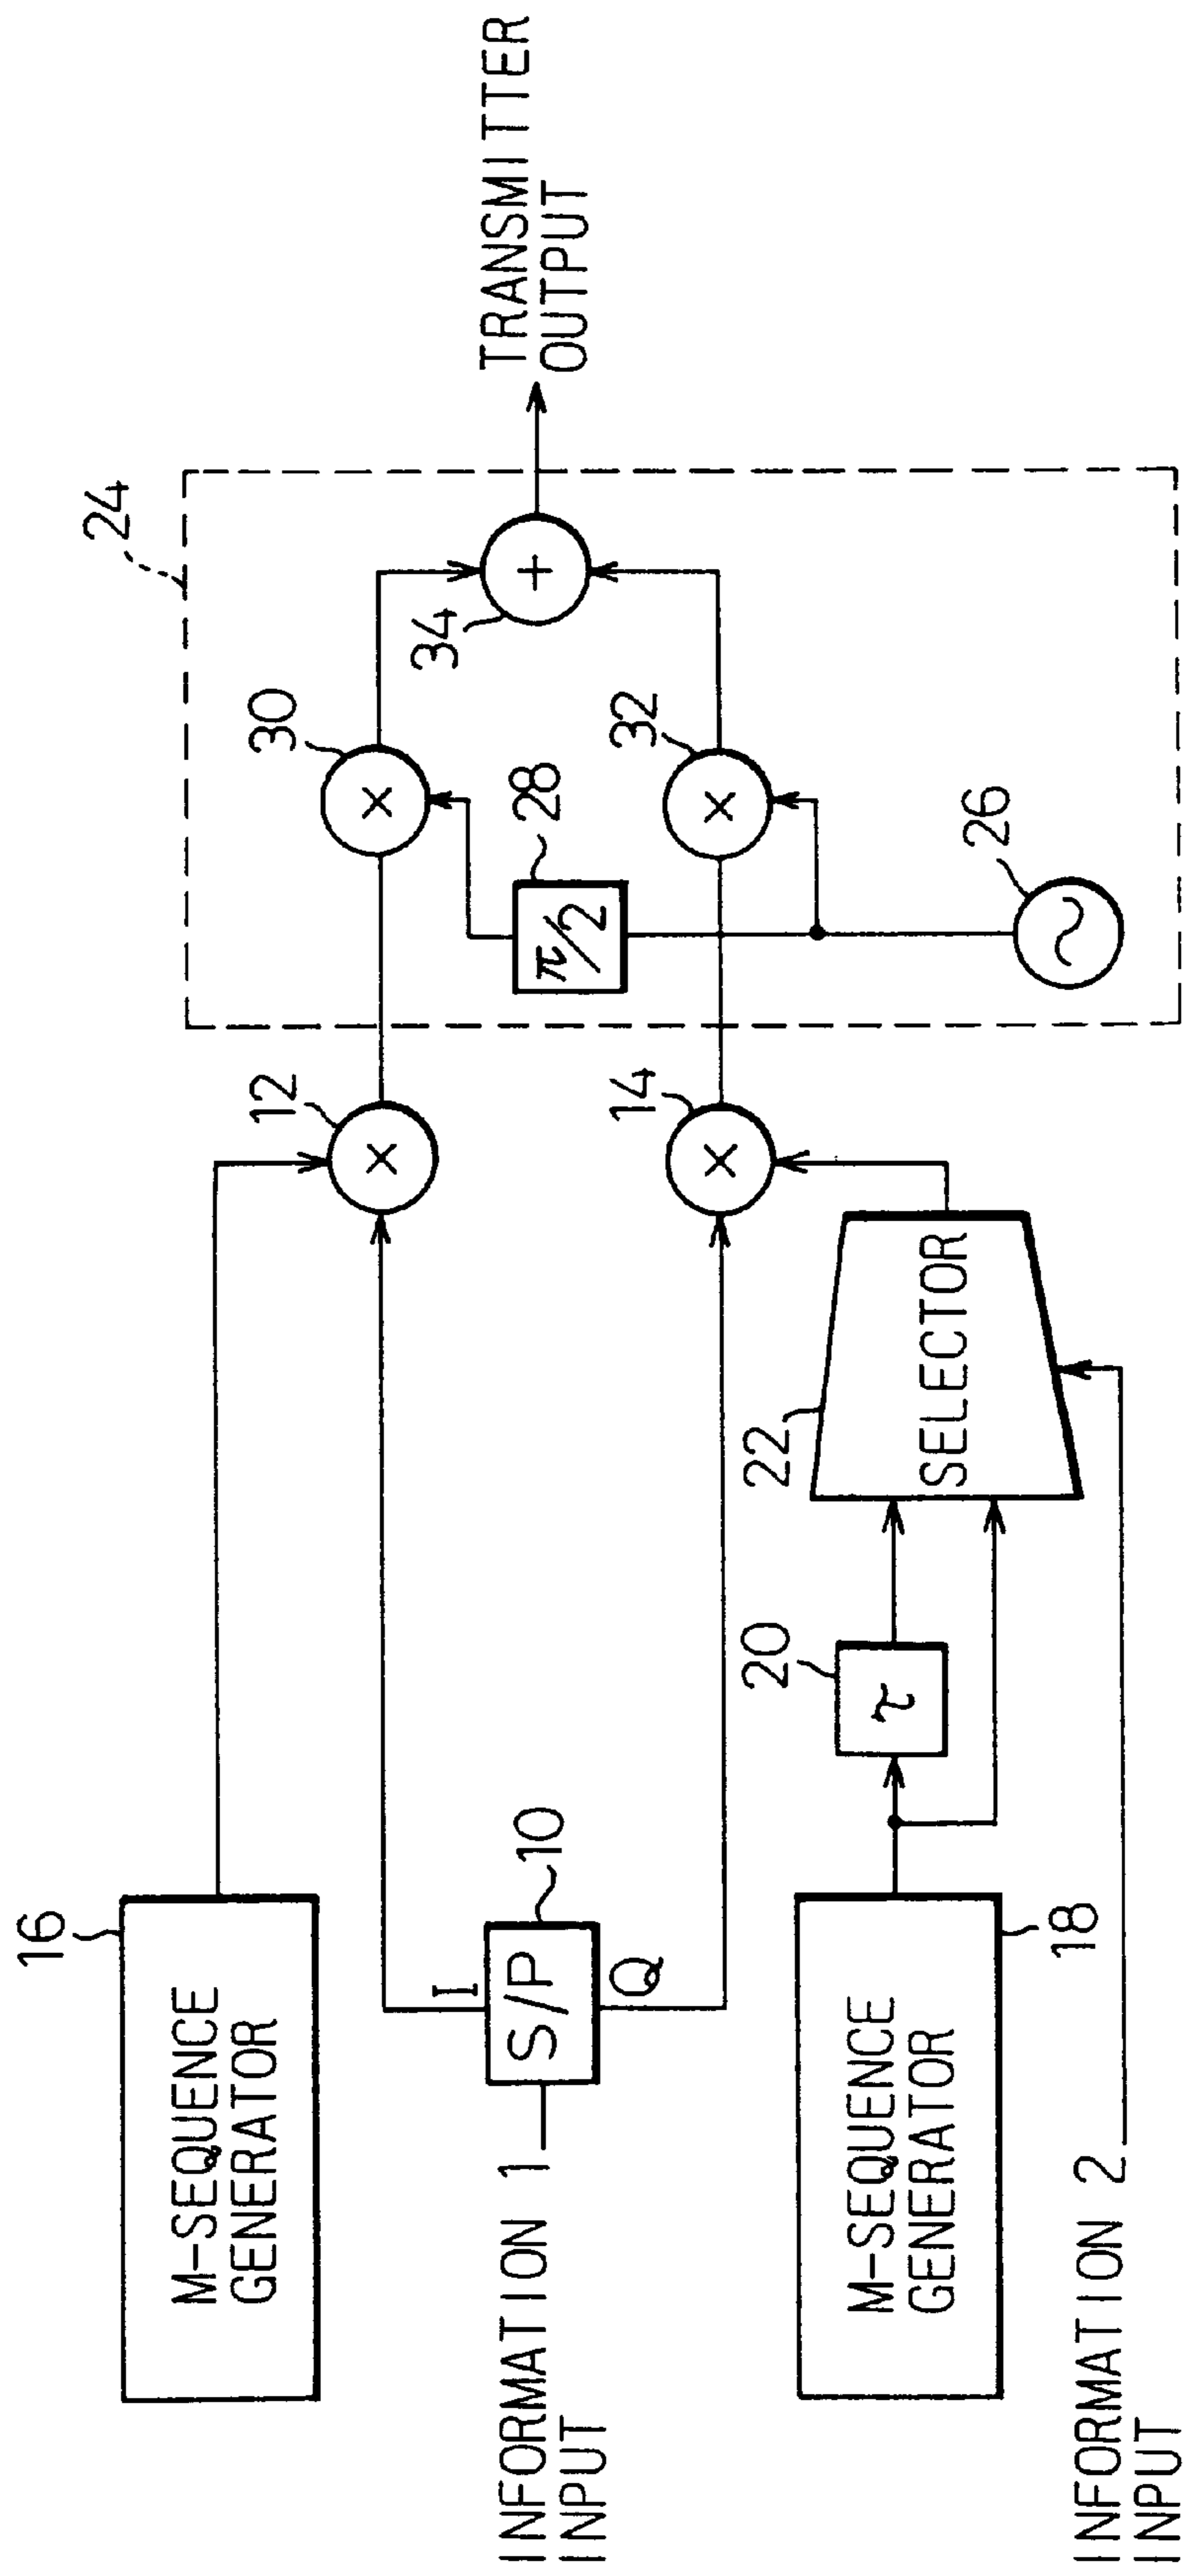 16
M-SEQUENCE
GENERATOR
INFORMATION 1
INPUT
S/P
10
I
Q
M-SEQUENCE
GENERATOR
18
INFORMATION 2
INPUT
τ
20
SELECTOR
22
×
12
×
14
24
π/2
28
×
30
×
32
26
+
34
TRANSMITTER
OUTPUT